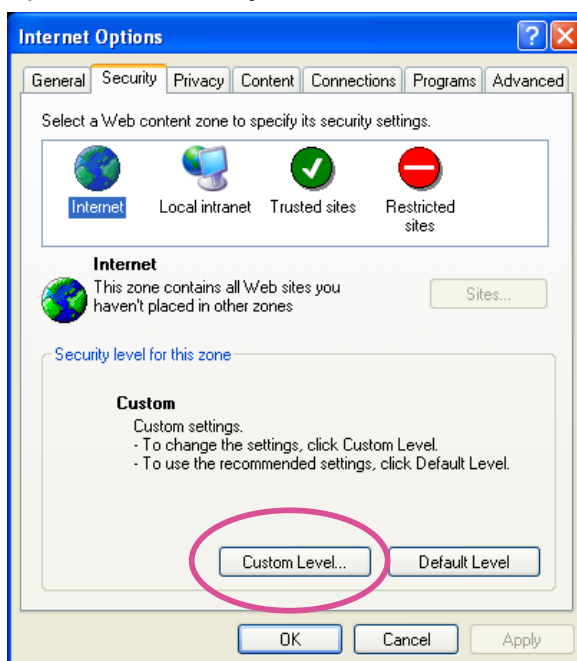 Internet Options
General Security Privacy Content Connections Programs Advanced
Select a Web content zone to specify its security settings.
Internet Local intranet Trusted sites Restricted
sites
Internet
This zone contains all Web sites you
haven't placed in other zones
Sites...
Security level for this zone
Custom
Custom settings.
- To change the settings, click Custom Level.
- To use the recommended settings, click Default Level.
Custom Level... Default Level
OK Cancel Apply